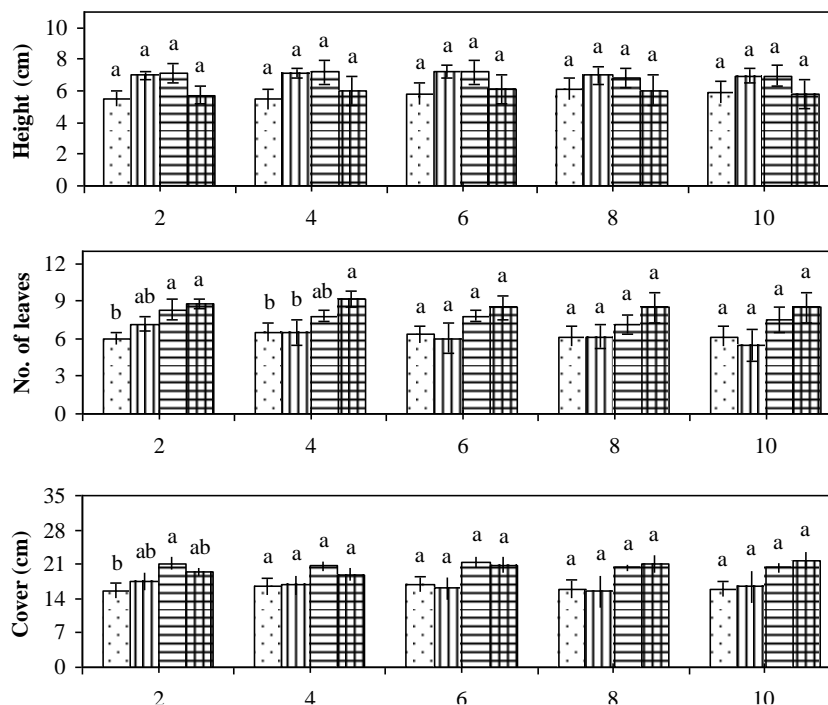 Height (cm)
10
8
6
4
2
0
a a a a
a a a a
a a a a
a a a a
a a a a
2 4 6 8 10
No. of leaves
12
9
6
3
0
b ab a a
b b ab a
a a a a
a a a a
a a a a
2 4 6 8 10
Cover (cm)
35
28
21
14
7
0
b ab a ab
a a a a
a a a a
a a a a
a a a a
2 4 6 8 10